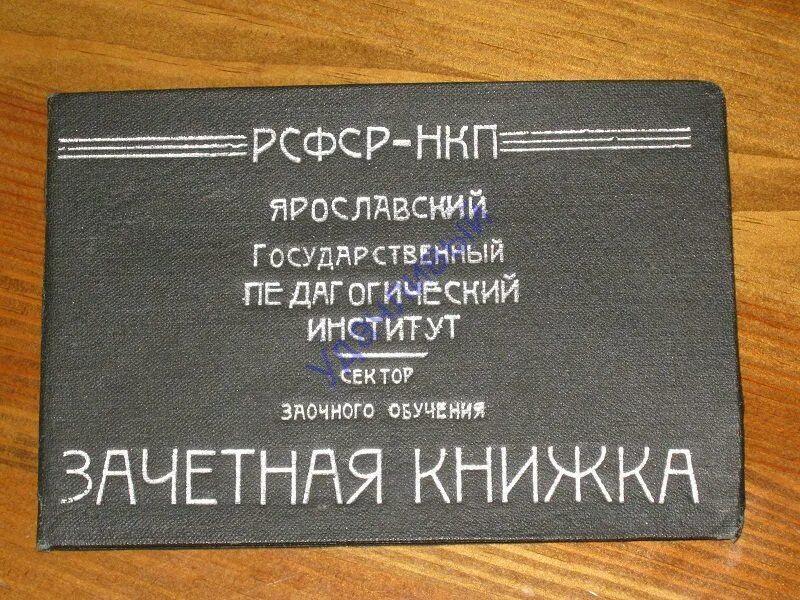 РСФСР-НКП
ЯРОСЛАВСКИЙ
ГОСУДАРСТВЕННЫЙ
ПЕДАГОГИЧЕСКИЙ
ИНСТИТУТ
СЕКТОР
ЗАОЧНОГО ОБУЧЕНИЯ
ЗАЧЕТНАЯ КНИЖКА